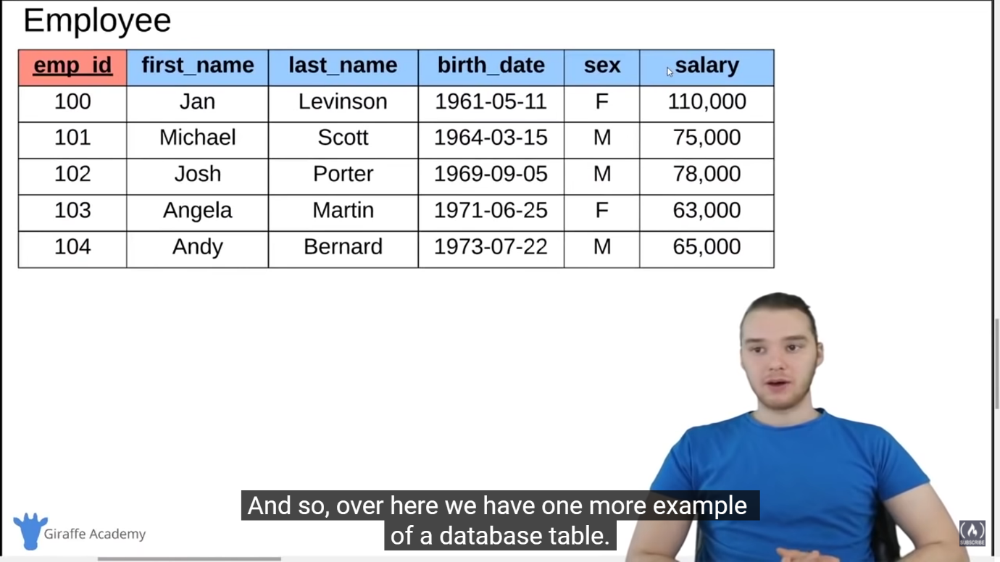 Employee
emp_id first_name last_name birth_date sex salary
100 Jan Levinson 1961-05-11 F 110,000
101 Michael Scott 1964-03-15 M 75,000
102 Josh Porter 1969-09-05 M 78,000
103 Angela Martin 1971-06-25 F 63,000
104 Andy Bernard 1973-07-22 M 65,000
And so, over here we have one more example
of a database table.
Giraffe Academy
SUBSCRIBE